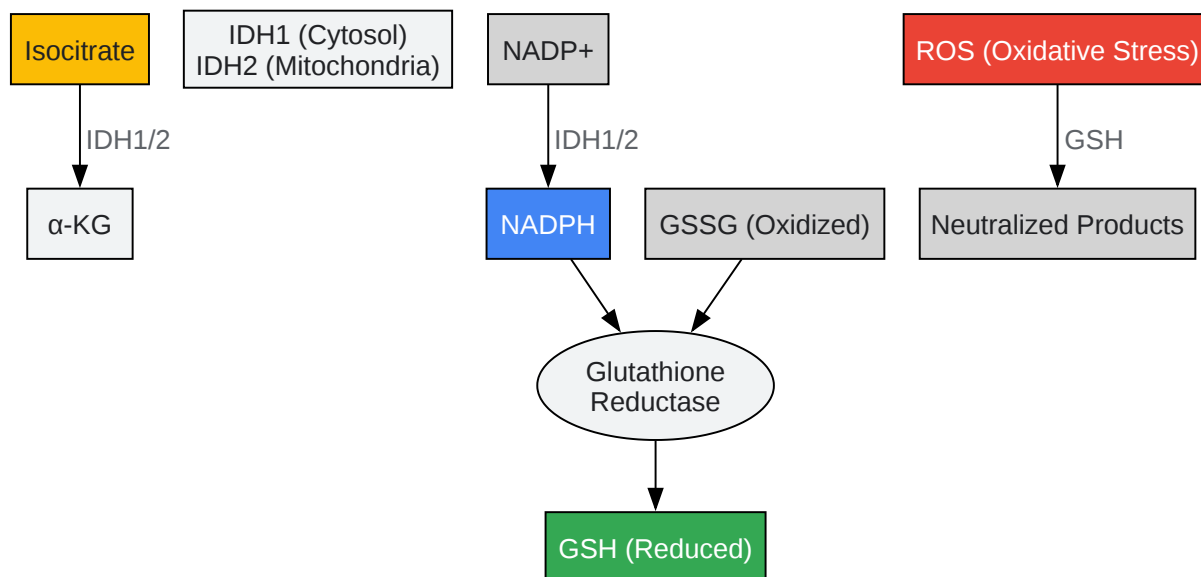 Isocitrate
IDH1 (Cytosol)
IDH2 (Mitochondria)
NADP+
ROS (Oxidative Stress)
IDH1/2
IDH1/2
GSH
α-KG
NADPH
GSSG (Oxidized)
Neutralized Products
Glutathione
Reductase
GSH (Reduced)